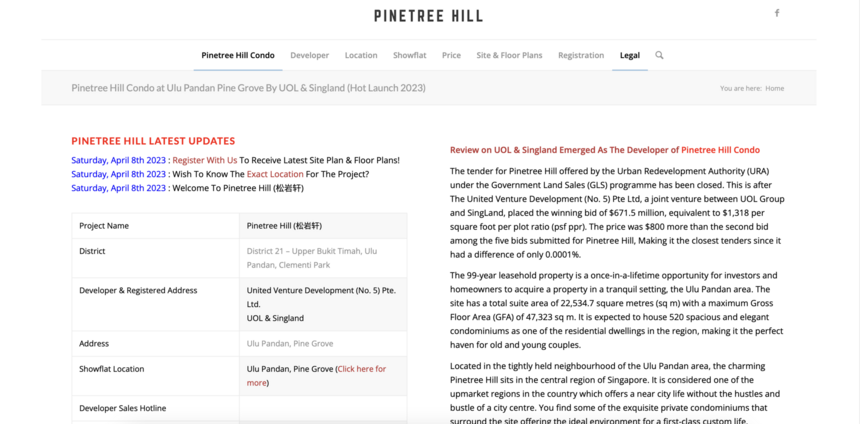 PINETREE HILL
Pinetree Hill Condo Developer Location Showflat Price Site & Floor Plans Registration Legal
Pinetree Hill Condo at Ulu Pandan Pine Grove By UOL & Singland (Hot Launch 2023)
You are here: Home
PINETREE HILL LATEST UPDATES
Saturday, April 8th 2023 : Register With Us To Receive Latest Site Plan & Floor Plans!
Saturday, April 8th 2023 : Wish To Know The Exact Location For The Project?
Saturday, April 8th 2023 : Welcome To Pinetree Hill (松岩轩)
Project Name
Pinetree Hill (松岩轩)
District
District 21 – Upper Bukit Timah, Ulu
Pandan, Clementi Park
Developer & Registered Address
United Venture Development (No. 5) Pte.
Ltd.
UOL & Singland
Address
Ulu Pandan, Pine Grove
Showflat Location
Ulu Pandan, Pine Grove (Click here for
more)
Developer Sales Hotline
Review on UOL & Singland Emerged As The Developer of Pinetree Hill Condo
The tender for Pinetree Hill offered by the Urban Redevelopment Authority (URA)
under the Government Land Sales (GLS) programme has been closed. This is after
The United Venture Development (No. 5) Pte Ltd, a joint venture between UOL Group
and SingLand, placed the winning bid of $671.5 million, equivalent to $1,318 per
square foot per plot ratio (psf ppr). The price was $800 more than the second bid
among the five bids submitted for Pinetree Hill, Making it the closest tenders since it
had a difference of only 0.0001%.
The 99-year leasehold property is a once-in-a-lifetime opportunity for investors and
homeowners to acquire a property in a tranquil setting, the Ulu Pandan area. The
site has a total suite area of 22,534.7 square metres (sq m) with a maximum Gross
Floor Area (GFA) of 47,323 sq m. It is expected to house 520 spacious and elegant
condominiums as one of the residential dwellings in the region, making it the perfect
haven for old and young couples.
Located in the tightly held neighbourhood of the Ulu Pandan area, the charming
Pinetree Hill sits in the central region of Singapore. It is considered one of the
upmarket regions in the country which offers a near city life without the hustles and
bustle of a city centre. You find some of the exquisite private condominiums that
surround the site offering the ideal environment for a first-class custom life.